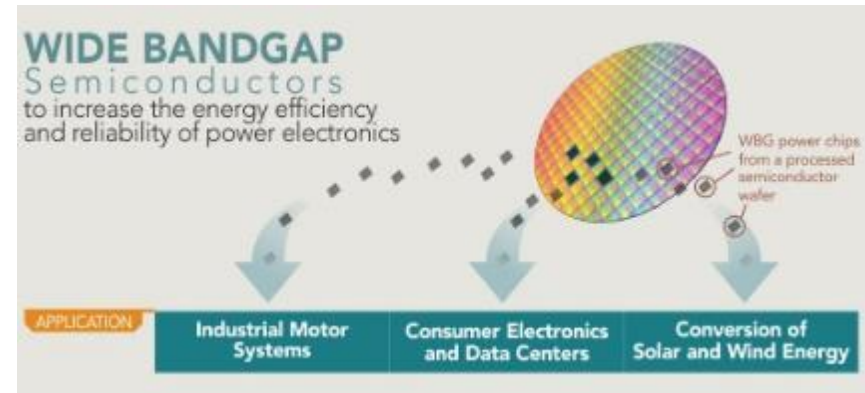 WIDE BANDGAP
Semiconductors
to increase the energy efficiency
and reliability of power electronics
WBG power chips
from a processed
semiconductor
wafer
APPLICATION
Industrial Motor
Systems
Consumer Electronics
and Data Centers
Conversion of
Solar and Wind Energy